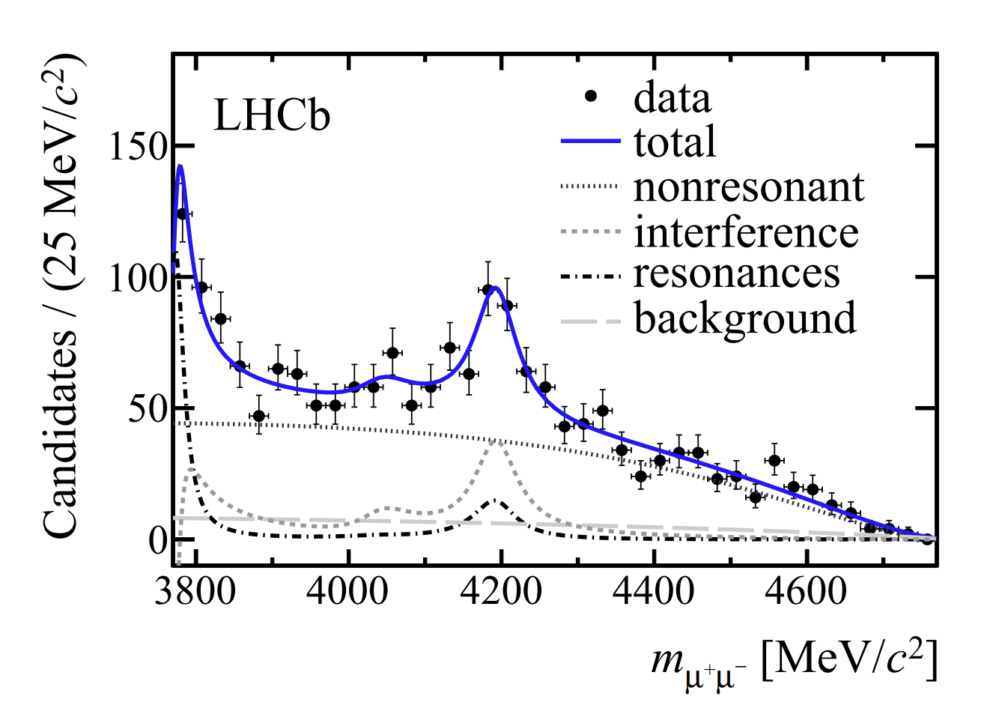 Candidates / (25 MeV/c²)
LHCb
data
total
nonresonant
interference
resonances
background
150
100
50
0
3800 4000 4200 4400 4600
mμ⁺μ⁻ [MeV/c²]